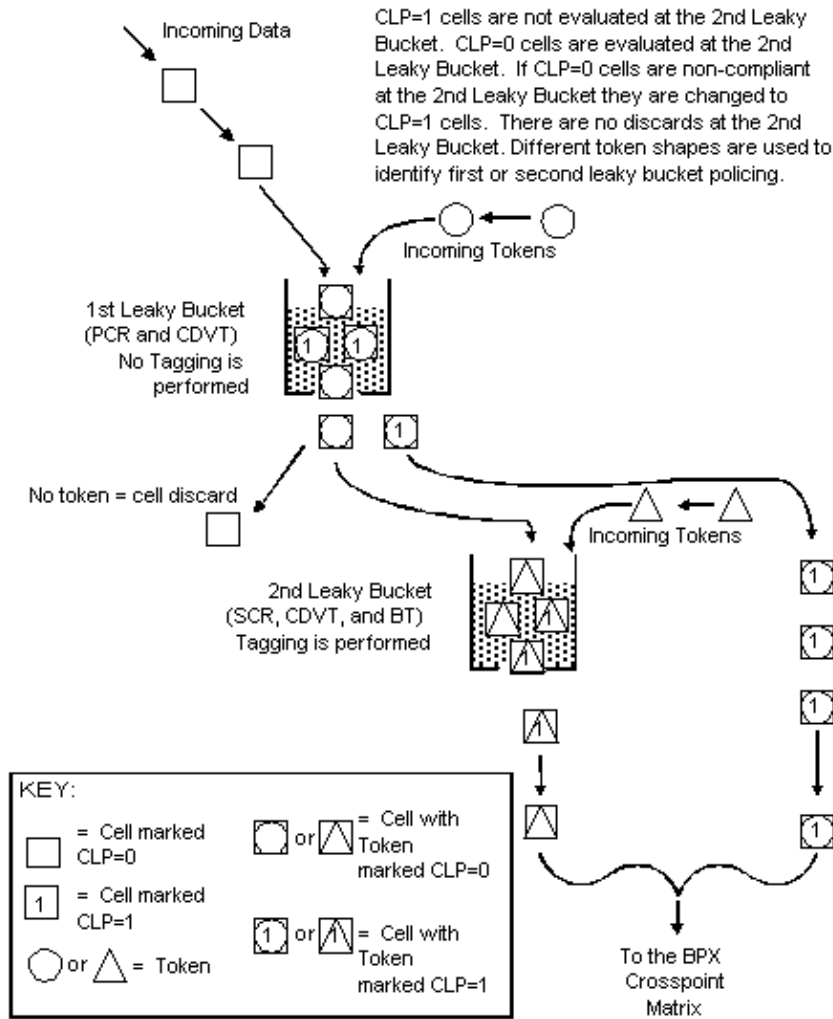 Incoming Data
CLP=1 cells are not evaluated at the 2nd Leaky
Bucket. CLP=0 cells are evaluated at the 2nd
Leaky Bucket. If CLP=0 cells are non-compliant
at the 2nd Leaky Bucket they are changed to
CLP=1 cells. There are no discards at the 2nd
Leaky Bucket. Different token shapes are used to
identify first or second leaky bucket policing.
Incoming Tokens
1st Leaky Bucket
(PCR and CDVT)
No Tagging is
performed
1 1
1
No token = cell discard
Incoming Tokens
2nd Leaky Bucket
(SCR, CDVT, and BT)
Tagging is performed
1
1
1
1
1
1
1
KEY:
= Cell marked
CLP=0
1 = Cell marked
CLP=1
or = Token
or = Cell with
Token
marked CLP=0
1 or 1 = Cell with
Token
marked CLP=1
To the BPX
Crosspoint
Matrix